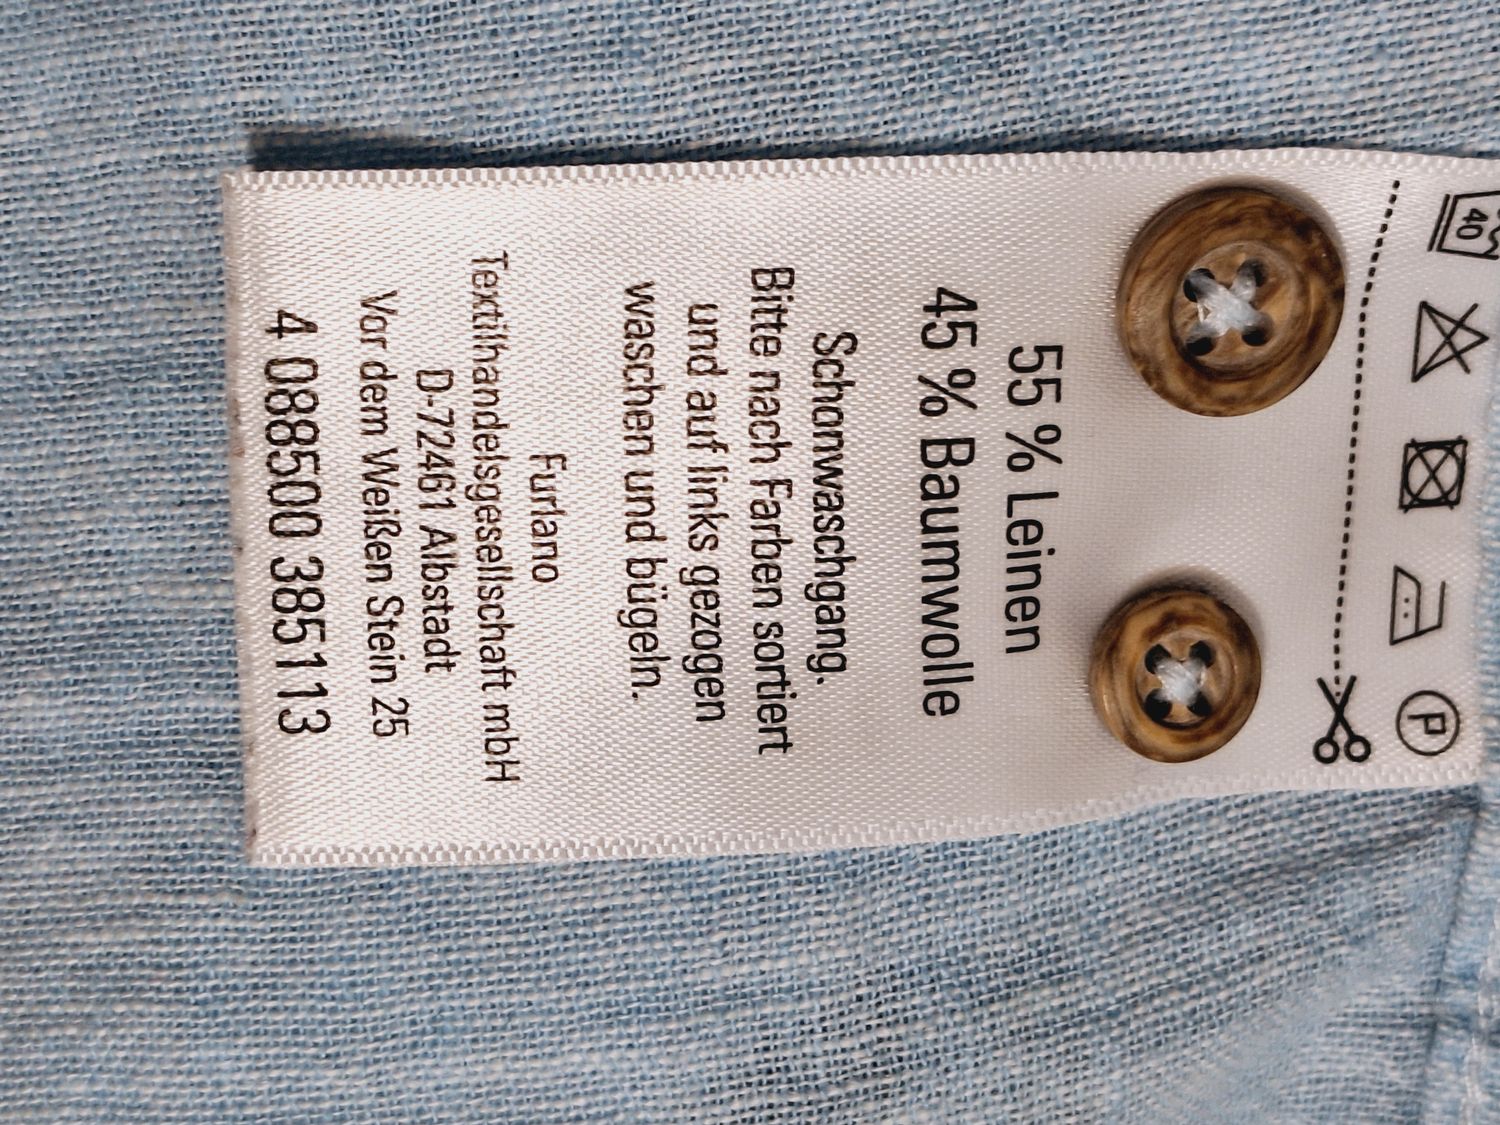 40
P
55 % Leinen
45 % Baumwolle
Schonwaschgang.
Bitte nach Farben sortiert
und auf links gezogen
waschen und bügeln.
Furlano
Textilhandelsgesellschaft mbH
D-72461 Albstadt
Vor dem Weißen Stein 25
4 088500 385113